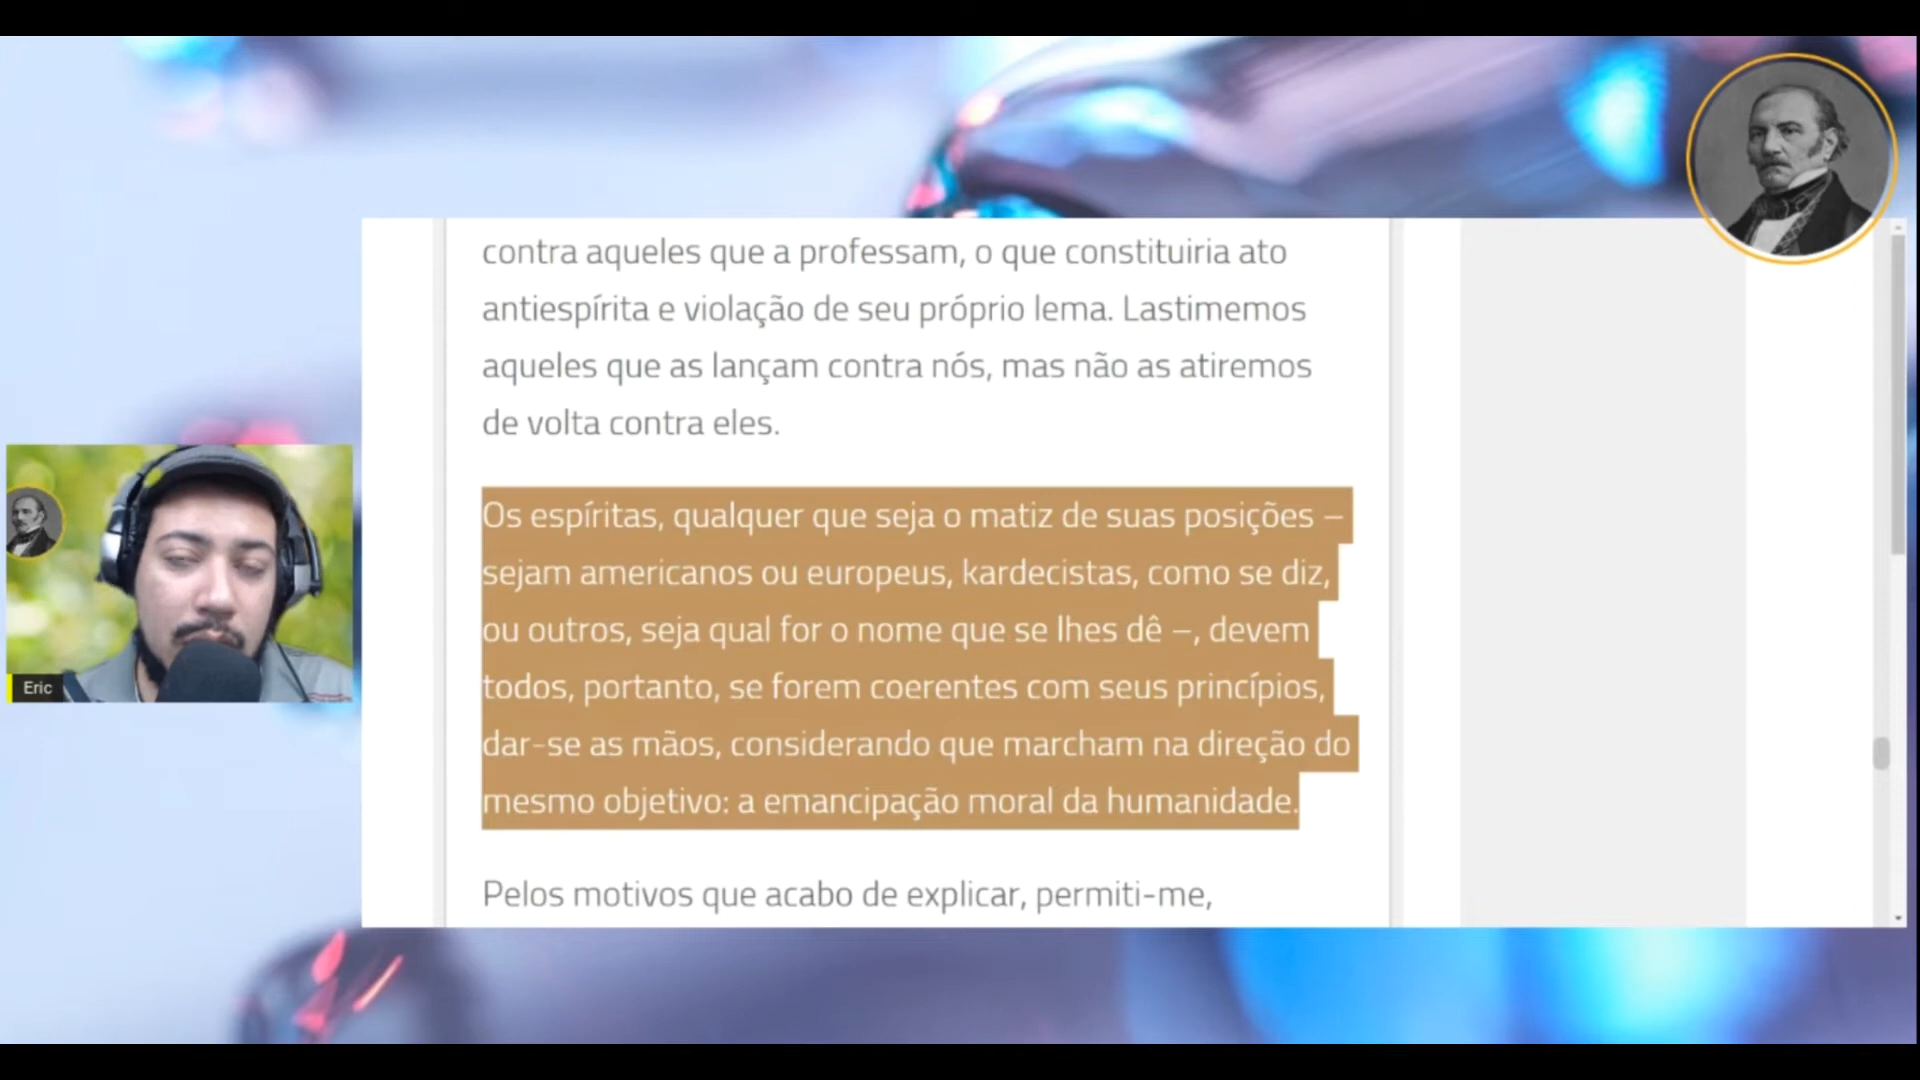 contra aqueles que a professam, o que constituiria ato
antiespírita e violação de seu próprio lema. Lastimemos
aqueles que as lançam contra nós, mas não as atiremos
de volta contra eles.
Os espíritas, qualquer que seja o matiz de suas posições –
sejam americanos ou europeus, kardecistas, como se diz,
ou outros, seja qual for o nome que se lhes dê –, devem
todos, portanto, se forem coerentes com seus princípios,
dar-se as mãos, considerando que marcham na direção do
mesmo objetivo: a emancipação moral da humanidade.
Pelos motivos que acabo de explicar, permiti-me,
Eric